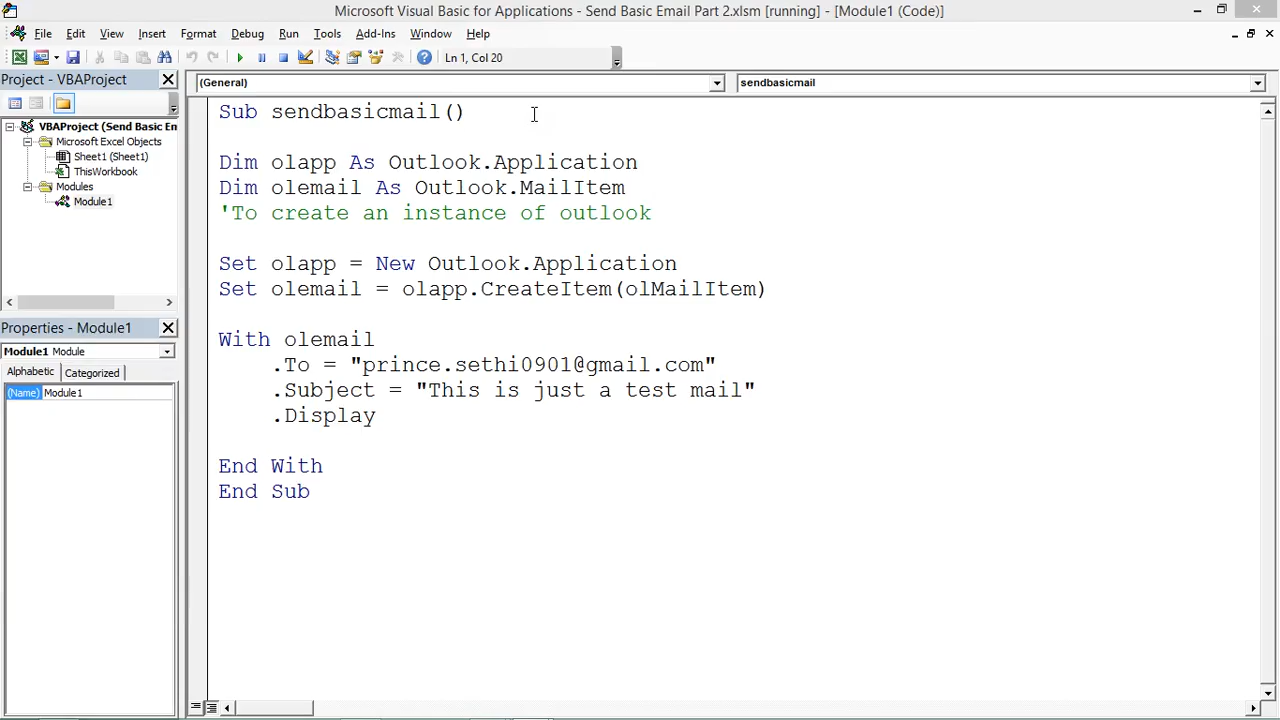 Microsoft Visual Basic for Applications - Send Basic Email Part 2.xlsm [running] - [Module1 (Code)]
File Edit View Insert Format Debug Run Tools Add-Ins Window Help
Ln 1, Col 20
Project - VBAProject
(General)
sendbasicmail
VBAProject (Send Basic En
Microsoft Excel Objects
Sheet1 (Sheet1)
ThisWorkbook
Modules
Module1
Properties - Module1
Module1 Module
Alphabetic Categorized
(Name) Module1
Sub sendbasicmail()
Dim olapp As Outlook.Application
Dim olemail As Outlook.MailItem
'To create an instance of outlook
Set olapp = New Outlook.Application
Set olemail = olapp.CreateItem(olMailItem)
With olemail
.To = "prince.sethi0901@gmail.com"
.Subject = "This is just a test mail"
.Display
End With
End Sub